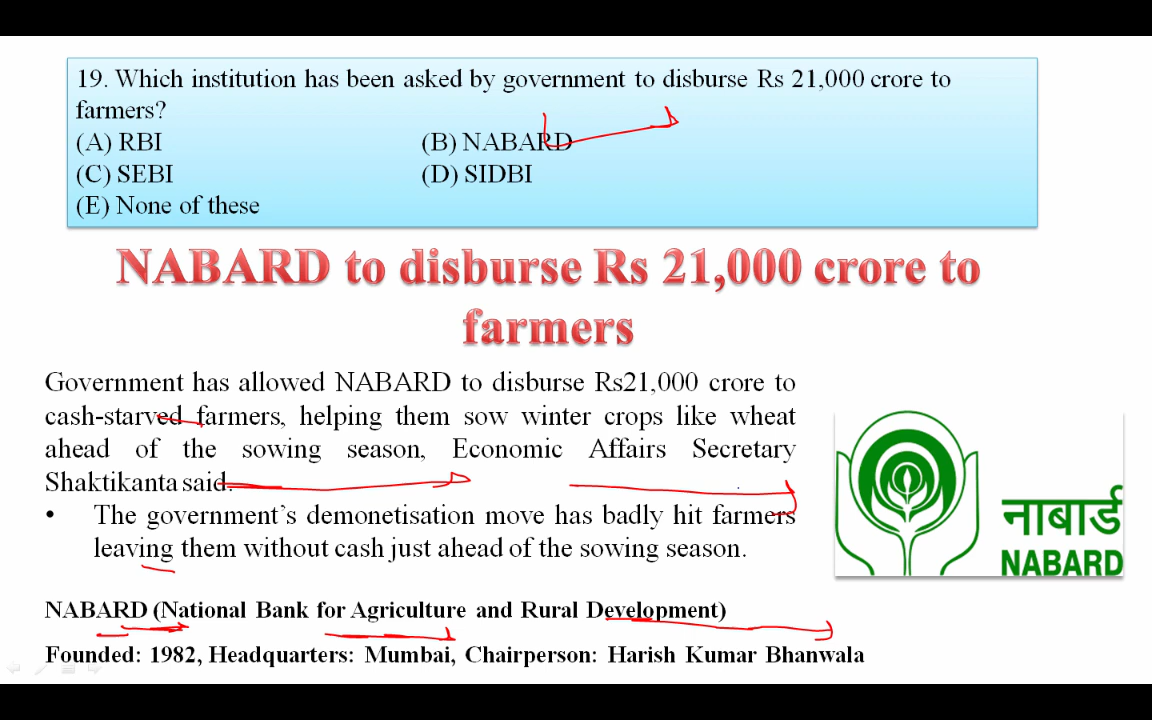 19. Which institution has been asked by government to disburse Rs 21,000 crore to
farmers?
(A) RBI (B) NABARD
(C) SEBI (D) SIDBI
(E) None of these
NABARD to disburse Rs 21,000 crore to
farmers
Government has allowed NABARD to disburse Rs21,000 crore to
cash-starved farmers, helping them sow winter crops like wheat
ahead of the sowing season, Economic Affairs Secretary
Shaktikanta said.
• The government's demonetisation move has badly hit farmers
leaving them without cash just ahead of the sowing season.
नाबार्ड
NABARD
NABARD (National Bank for Agriculture and Rural Development)
Founded: 1982, Headquarters: Mumbai, Chairperson: Harish Kumar Bhanwala